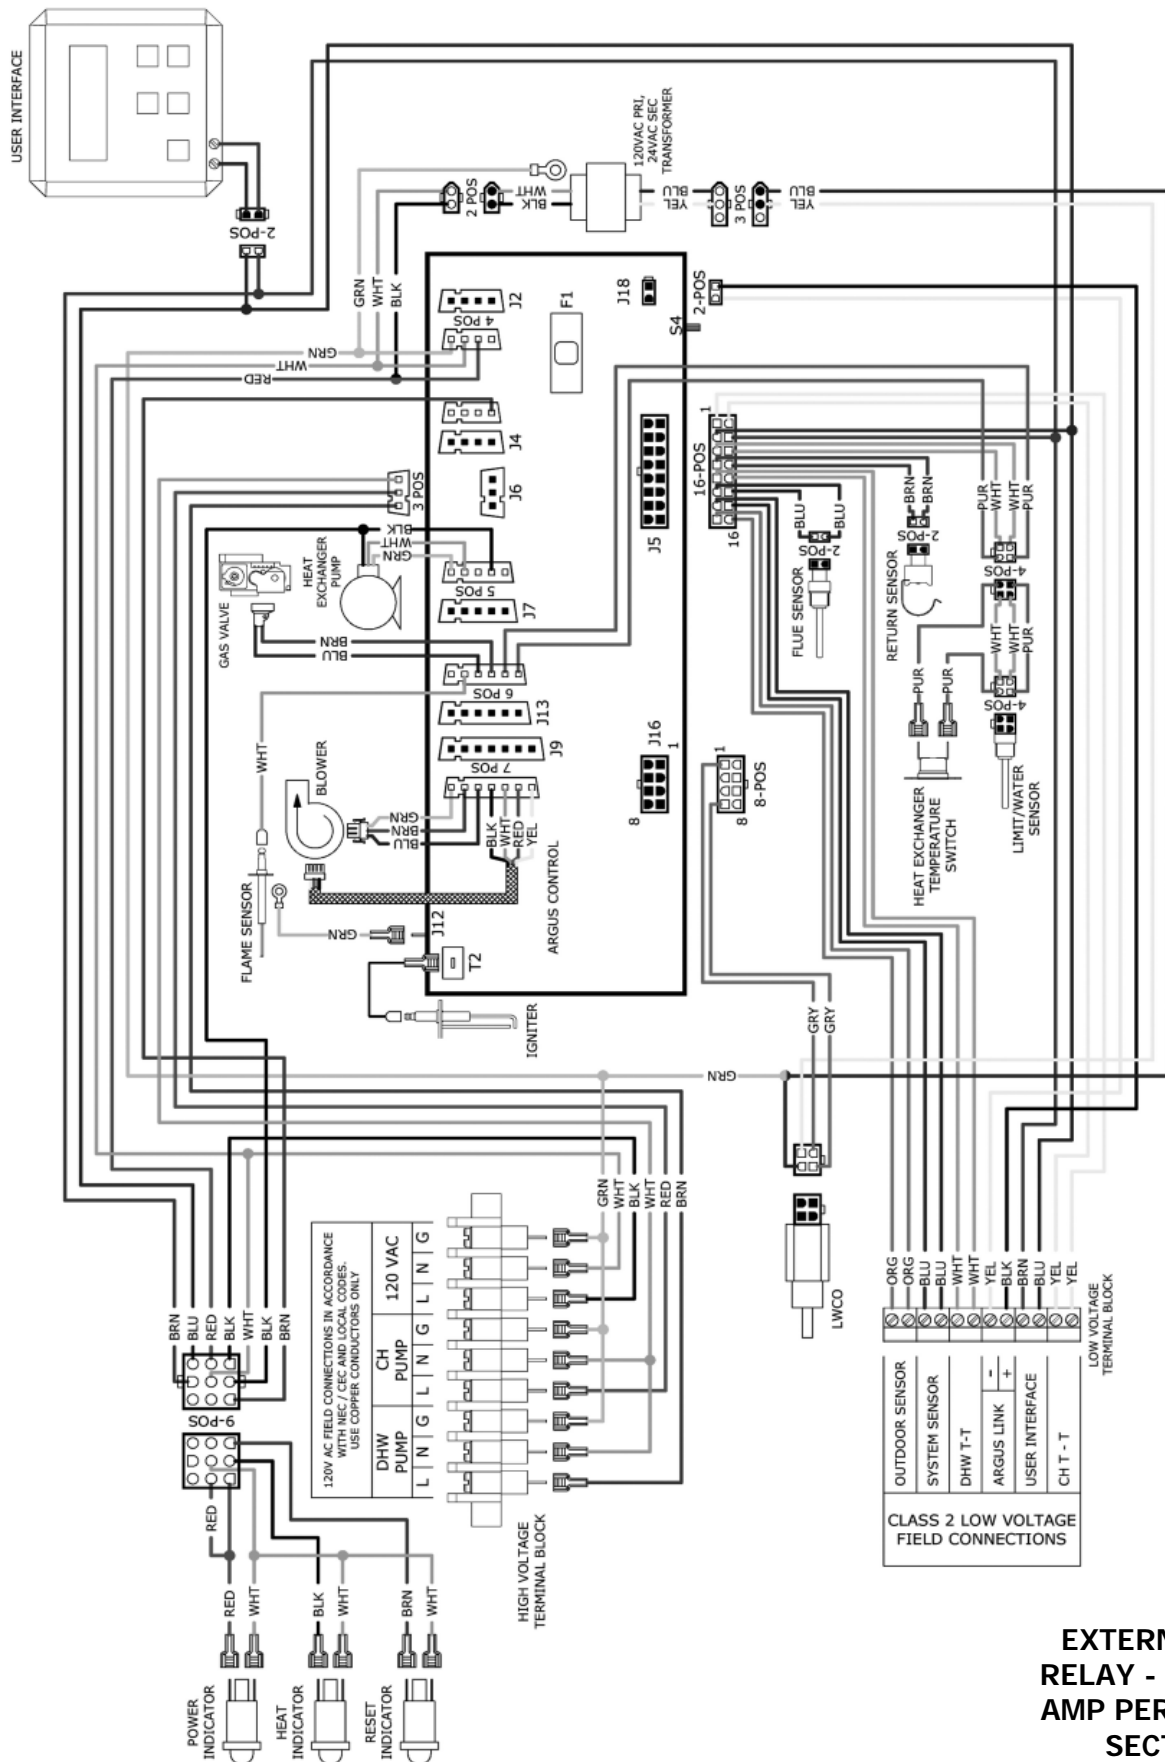 USER INTERFACE
2-POS
GRN
WHT
BLK
2 POS
WHT
BLK
120VAC PRI,
24VAC SEC
TRANSFORMER
BLU
YEL
3 POS
BLU
YEL
GRN
WHT
RED
J2
4 POS
F1
J18
2-POS
S4
J4
3 POS
J6
J5
1
16-POS
16
BLK
WHT
GRN
HEAT
EXCHANGER
PUMP
5 POS
J7
GAS VALVE
BRN
BLU
6 POS
J13
J9
7 POS
WHT
BLOWER
GRN
BRN
BLU
BLK
WHT
RED
YEL
ARGUS CONTROL
FLAME SENSOR
GRN
J12
T2
IGNITER
J16
1
8
1
8-POS
8
BLU
BLU
2-POS
FLUE SENSOR
BRN
BRN
2-POS
RETURN SENSOR
PUR
WHT
WHT
PUR
4-POS
WHT
WHT
PUR
4-POS
PUR
PUR
HEAT EXCHANGER
TEMPERATURE
SWITCH
LIMIT/WATER
SENSOR
GRY
GRY
GRN
LWCO
GRN
WHT
BLK
WHT
RED
BRN
BRN
BLU
RED
BLK
WHT
BLK
BRN
9-POS
RED
RED
WHT
BLK
WHT
BRN
WHT
POWER
INDICATOR
HEAT
INDICATOR
RESET
INDICATOR
120V AC FIELD CONNECTIONS IN ACCORDANCE
WITH NEC / CEC AND LOCAL CODES.
USE COPPER CONDUCTORS ONLY
DHW
PUMP
CH
PUMP
120 VAC
L N G L N G L N G
HIGH VOLTAGE
TERMINAL BLOCK
ORG
ORG
BLU
BLU
WHT
WHT
YEL
BLK
BRN
BLU
YEL
YEL
LOW VOLTAGE
TERMINAL BLOCK
OUTDOOR SENSOR
SYSTEM SENSOR
DHW T-T
ARGUS LINK
-
+
USER INTERFACE
CH T - T
CLASS 2 LOW VOLTAGE
FIELD CONNECTIONS
RELAY -
AMP PER